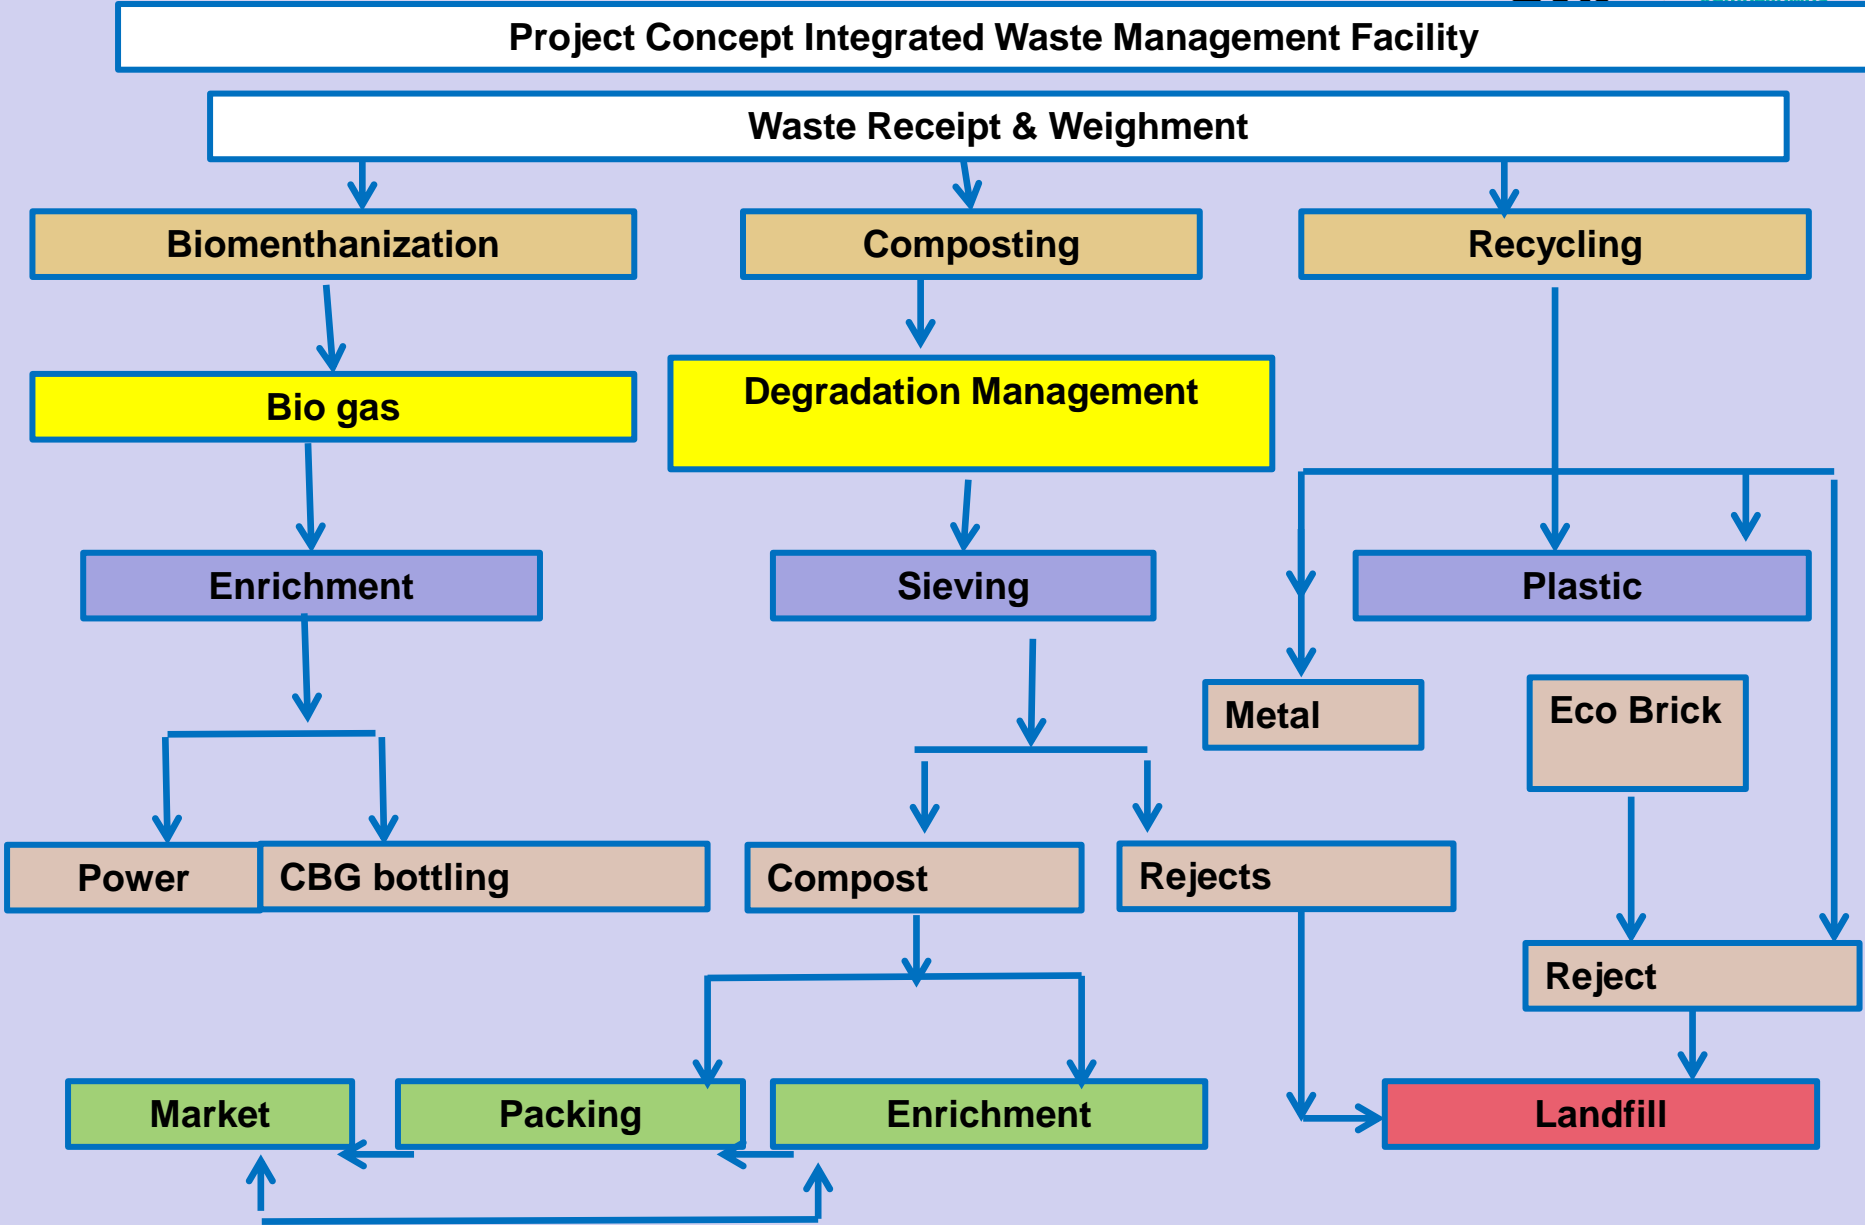 Project Concept Integrated Waste Management Facility
Waste Receipt & Weighment
Biomenthanization
Composting
Recycling
Bio gas
Degradation Management
Enrichment
Sieving
Plastic
Metal
Eco Brick
Power
CBG bottling
Compost
Rejects
Reject
Market
Packing
Enrichment
Landfill